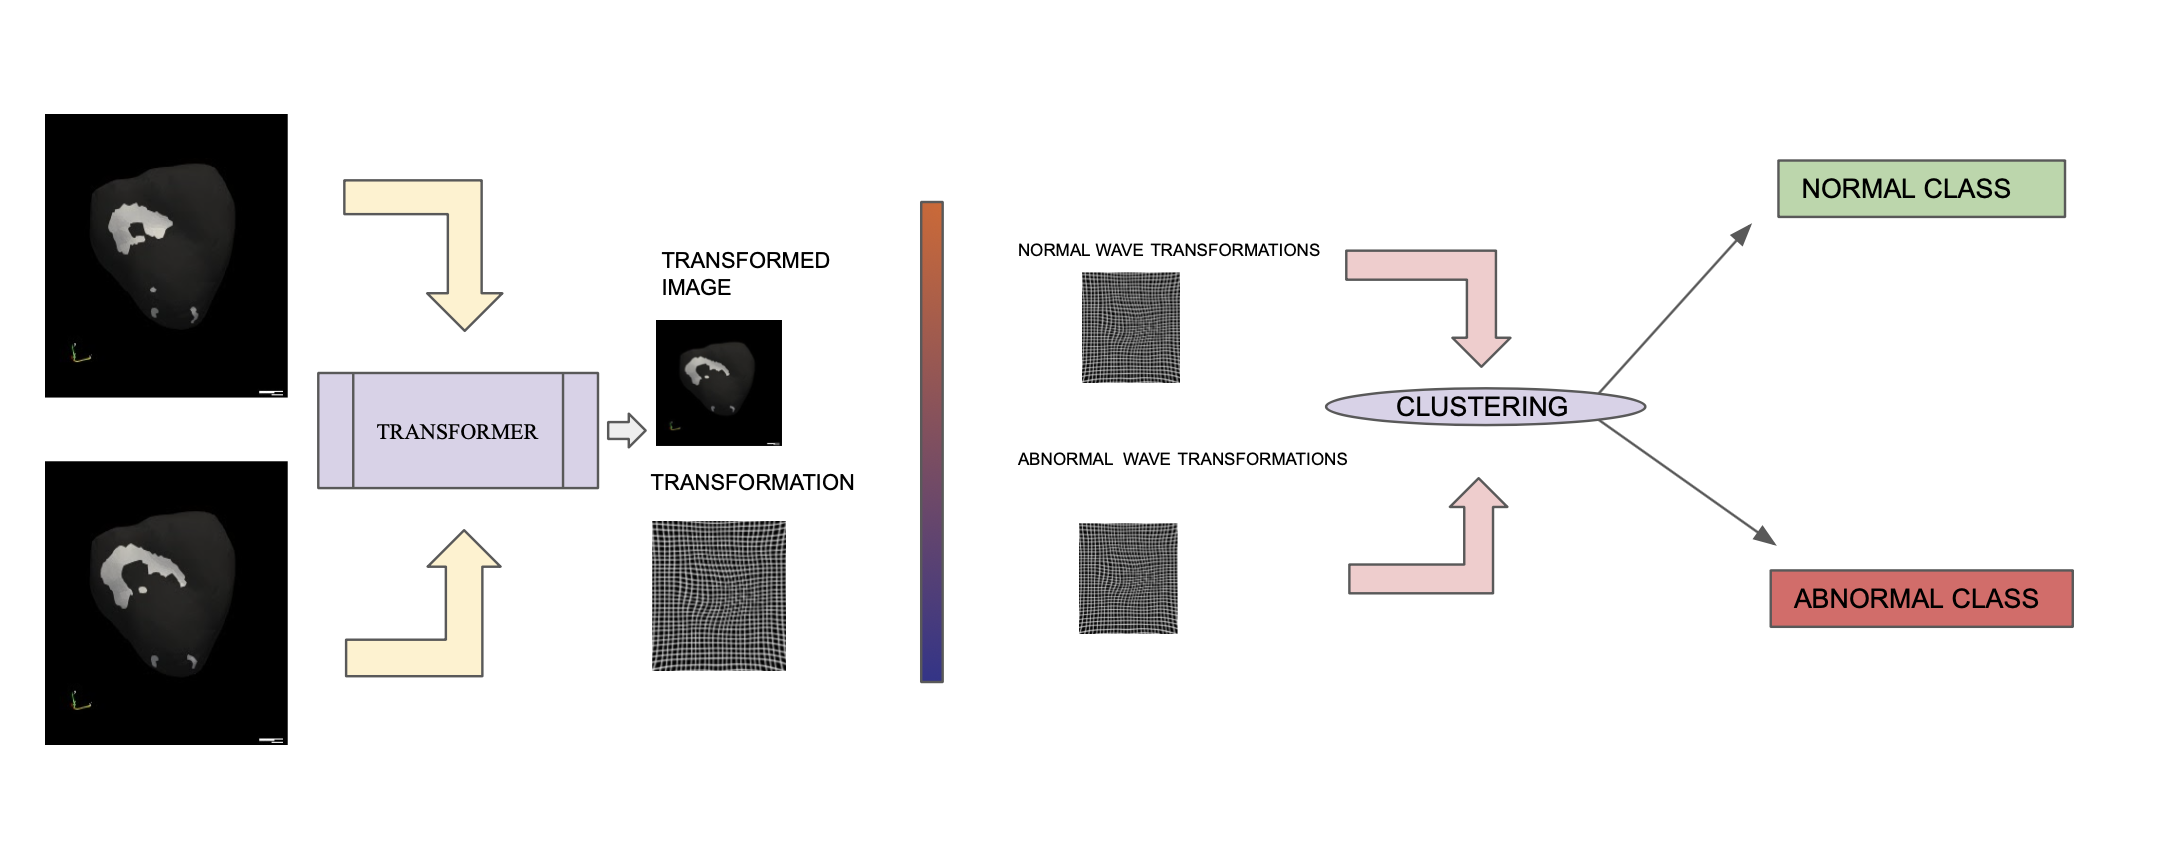 TRANSFORMER
TRANSFORMED
IMAGE
TRANSFORMATION
NORMAL WAVE TRANSFORMATIONS
ABNORMAL WAVE TRANSFORMATIONS
CLUSTERING
NORMAL CLASS
ABNORMAL CLASS